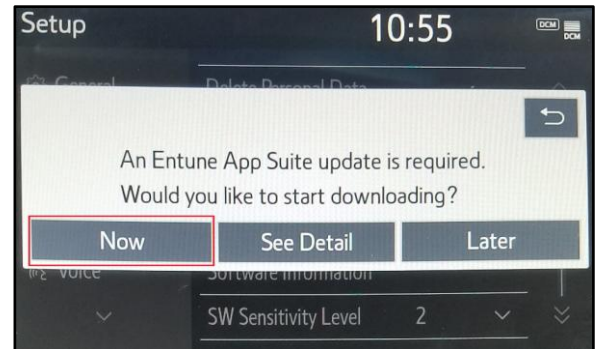 Setup
10:55
DCM
DCM
General
Delete Personal Data
An Entune App Suite update is required.
Would you like to start downloading?
Now
See Detail
Later
Voice
Software Information
SW Sensitivity Level
2